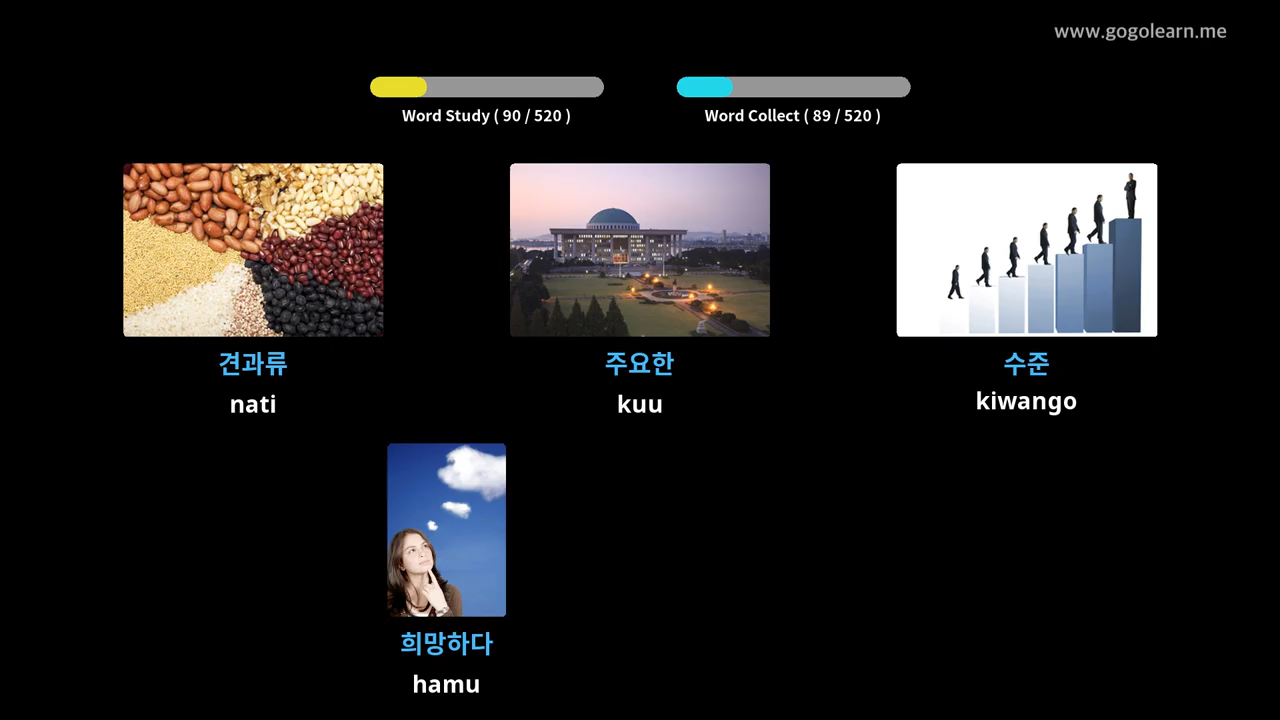 www.gogolearn.me
Word Study ( 90 / 520 )
Word Collect ( 89 / 520 )
견과류
nati
주요한
kuu
수준
kiwango
희망하다
hamu